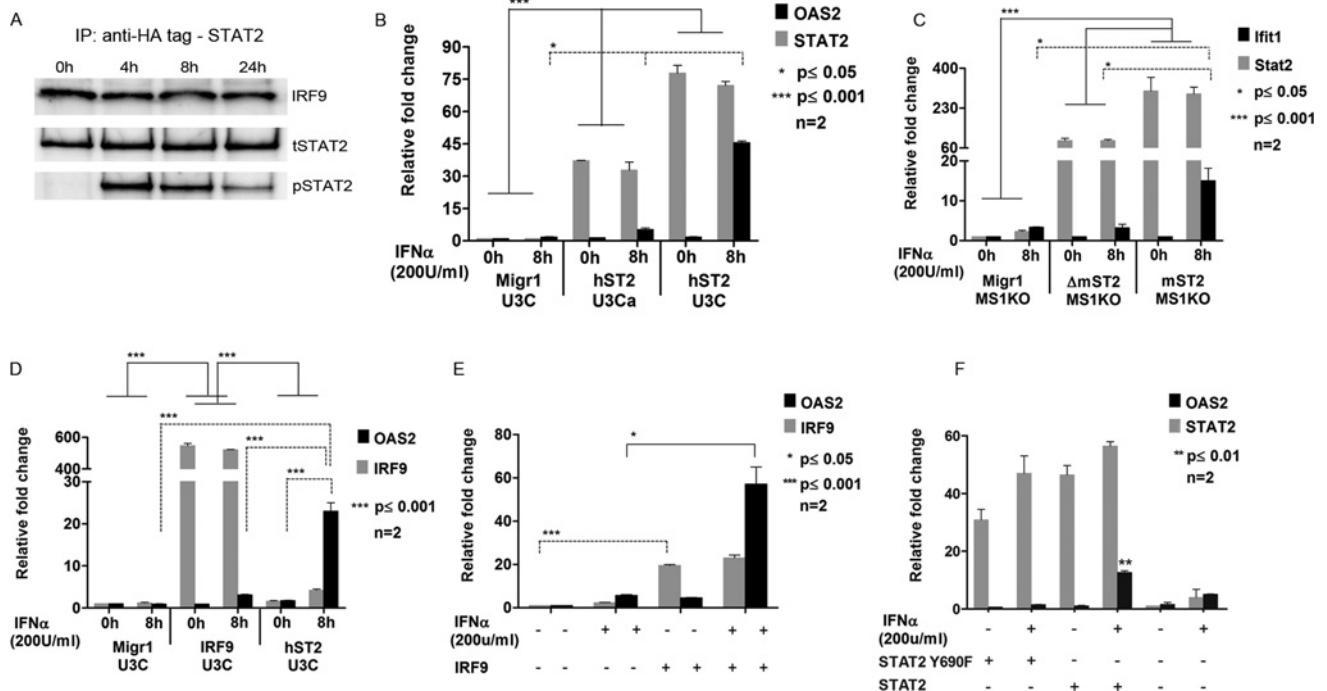 A
IP: anti-HA tag - STAT2
0h 4h 8h 24h
IRF9
tSTAT2
pSTAT2
B
***
*
OAS2
STAT2
* p≤ 0.05
*** p≤ 0.001
n=2
Relative fold change
90
75
60
45
30
15
0
IFNα
(200U/ml)
0h 8h 0h 8h 0h 8h
Migr1 hST2 hST2
U3C U3Ca U3C
C
***
*
*
Ifit1
Stat2
* p≤ 0.05
*** p≤ 0.001
n=2
Relative fold change
400
230
60
20
10
0
IFNα
(200U/ml)
0h 8h 0h 8h 0h 8h
Migr1 ΔmST2 mST2
MS1KO MS1KO MS1KO
D
*** ***
***
***
***
OAS2
IRF9
*** p≤ 0.001
n=2
Relative fold change
600
400
30
20
10
0
IFNα
(200U/ml)
0h 8h 0h 8h 0h 8h
Migr1 IRF9 hST2
U3C U3C U3C
E
*
***
OAS2
IRF9
* p≤ 0.05
*** p≤ 0.001
n=2
Relative fold change
80
60
40
20
0
IFNα
(200u/ml)
- - + + - - + +
IRF9 - - - - + + + +
F
**
OAS2
STAT2
** p≤ 0.01
n=2
Relative fold change
60
40
20
0
IFNα
(200u/ml)
- + - + - +
STAT2 Y690F + + - - - -
STAT2 - - + + - -